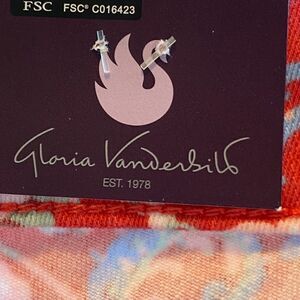 FSC FSC® C016423
Gloria Vanderbilt
EST. 1978